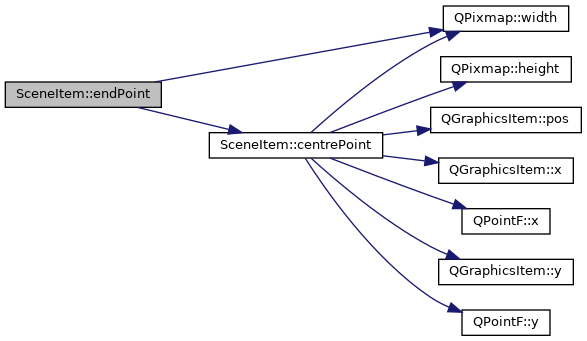 QPixmap::width
QPixmap::height
SceneItem::endPoint
QGraphicsItem::pos
SceneItem::centrePoint
QGraphicsItem::x
QPointF::x
QGraphicsItem::y
QPointF::y